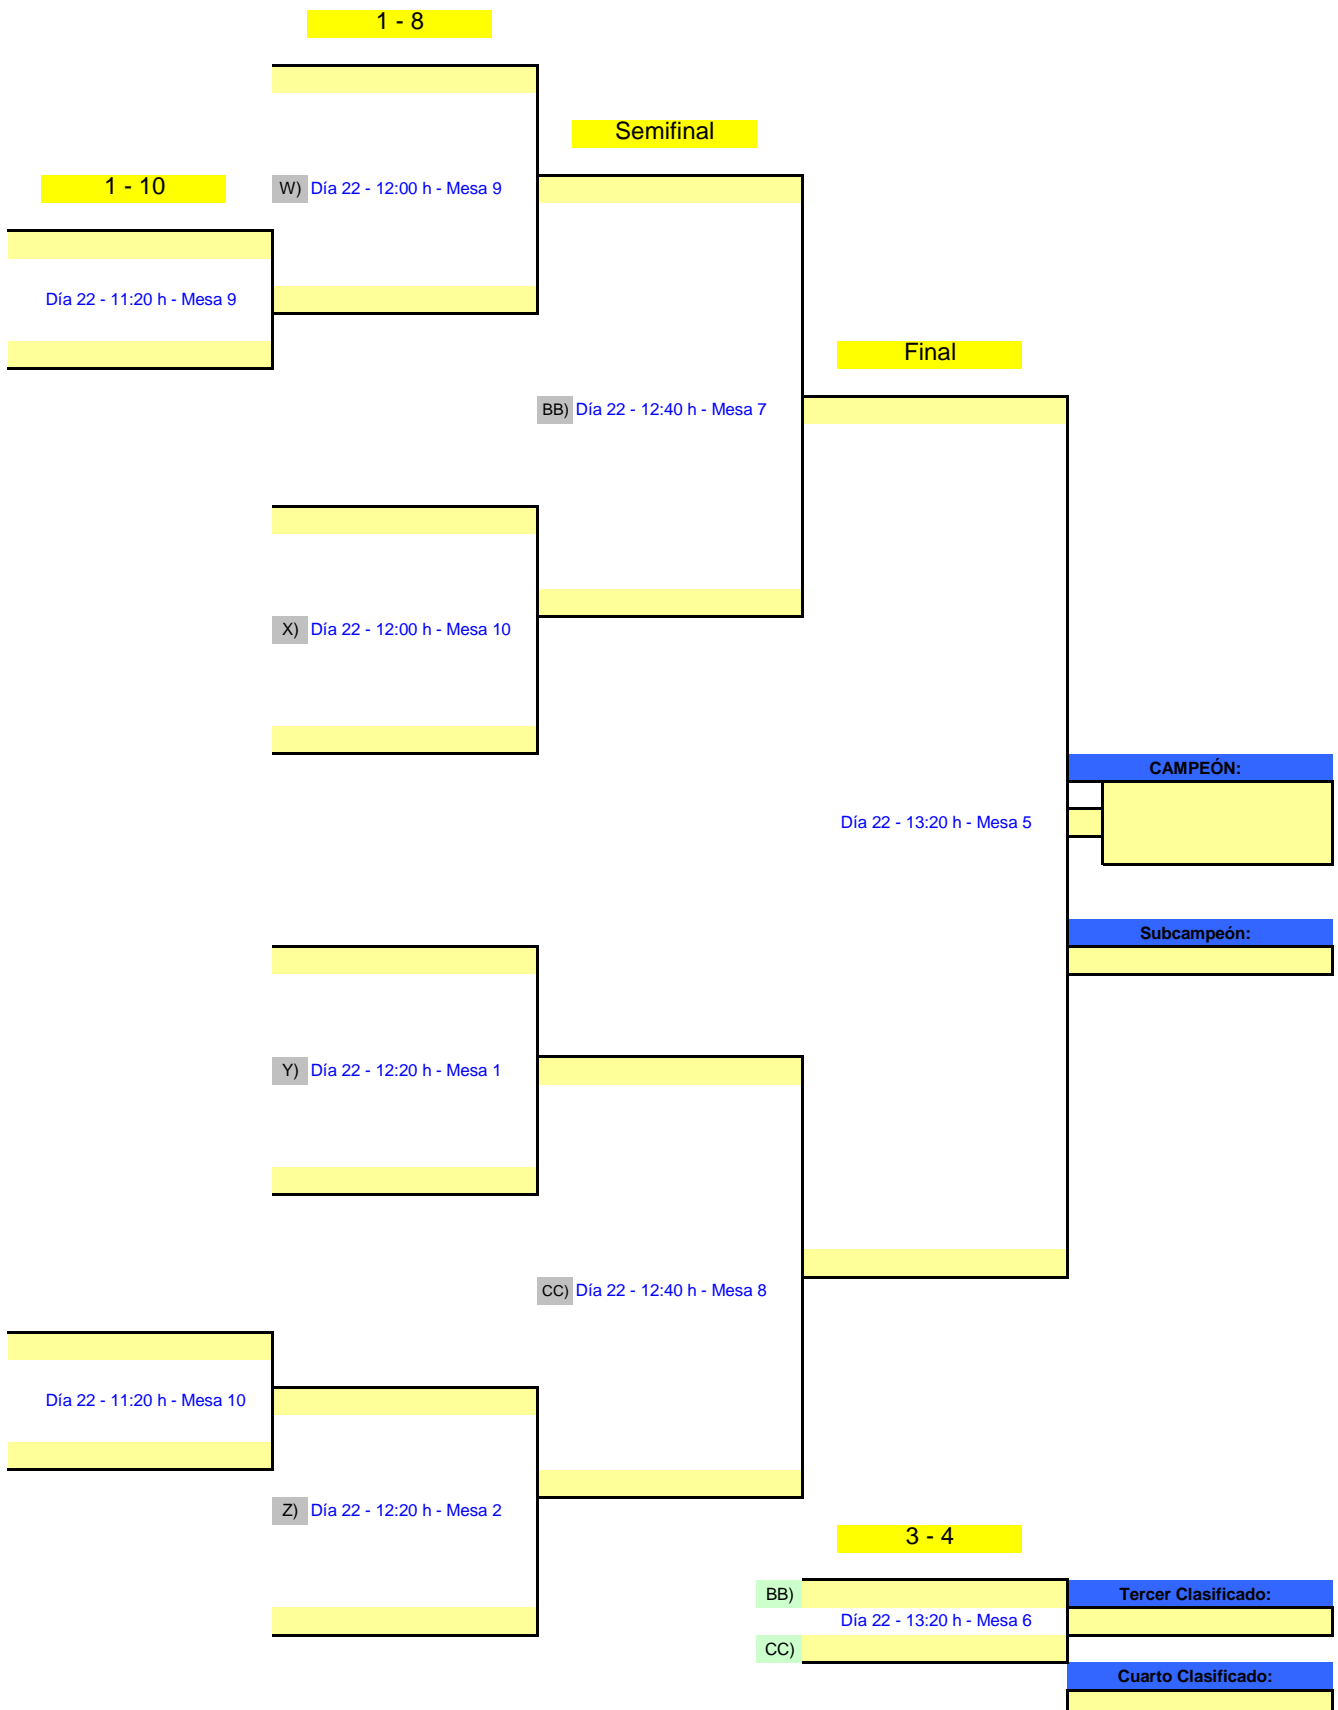 1 - 8
Semifinal
1 - 10
W) Día 22 - 12:00 h - Mesa 9
Día 22 - 11:20 h - Mesa 9
Final
BB) Día 22 - 12:40 h - Mesa 7
X) Día 22 - 12:00 h - Mesa 10
CAMPEÓN:
Día 22 - 13:20 h - Mesa 5
Subcampeón:
Y) Día 22 - 12:20 h - Mesa 1
CC) Día 22 - 12:40 h - Mesa 8
Día 22 - 11:20 h - Mesa 10
Z) Día 22 - 12:20 h - Mesa 2
3 - 4
BB)
Tercer Clasificado:
Día 22 - 13:20 h - Mesa 6
CC)
Cuarto Clasificado: